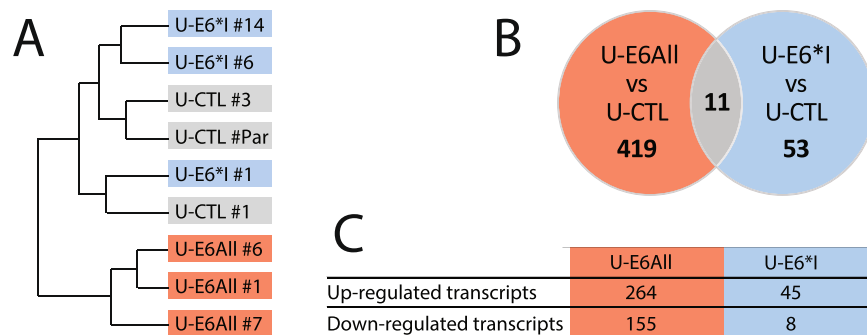 A
U-E6*I #14
U-E6*I #6
U-CTL #3
U-CTL #Par
U-E6*I #1
U-CTL #1
U-E6All #6
U-E6All #1
U-E6All #7
B
U-E6All
vs
U-CTL
419
11
U-E6*I
vs
U-CTL
53
C
U-E6All U-E6*I
Up-regulated transcripts 264 45
Down-regulated transcripts 155 8